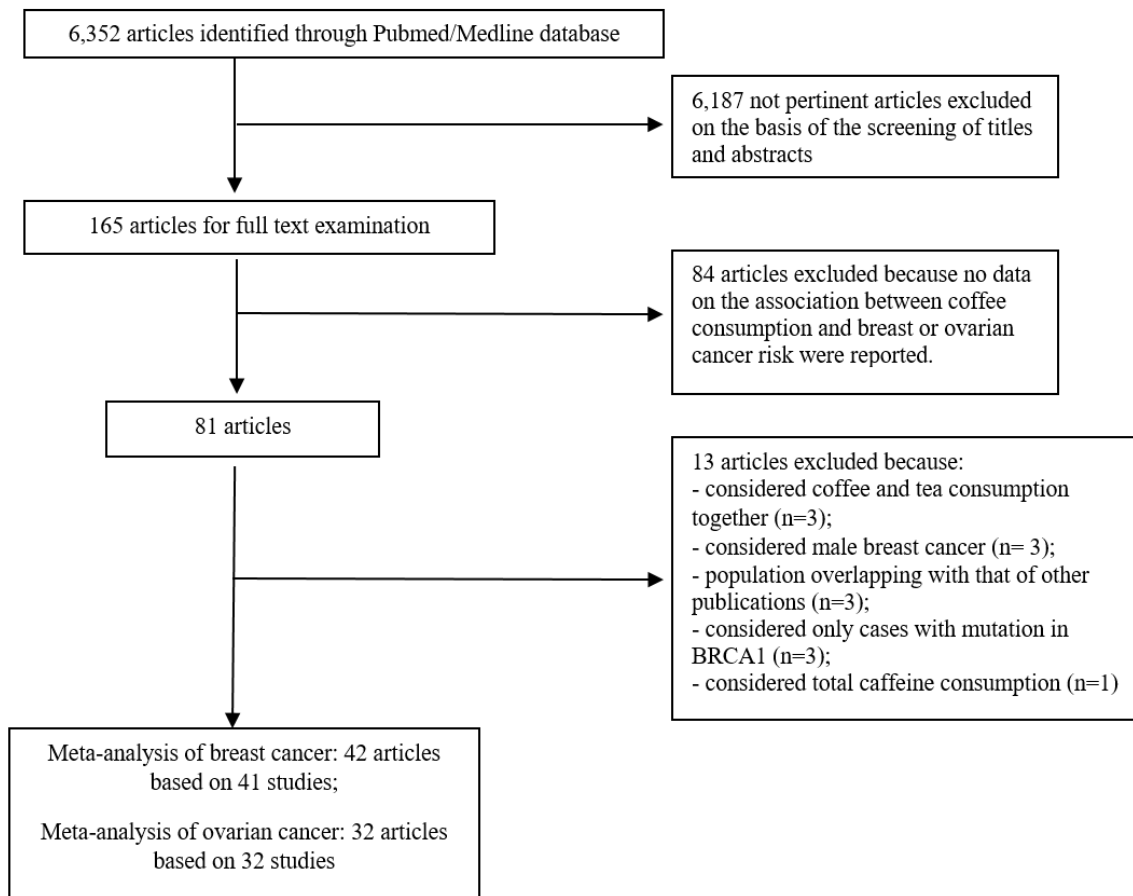 6,352 articles identified through Pubmed/Medline database
6,187 not pertinent articles excluded
on the basis of the screening of titles
and abstracts
165 articles for full text examination
84 articles excluded because no data
on the association between coffee
consumption and breast or ovarian
cancer risk were reported.
81 articles
13 articles excluded because:
- considered coffee and tea consumption
together (n=3);
- considered male breast cancer (n= 3);
- population overlapping with that of other
publications (n=3);
- considered only cases with mutation in
BRCA1 (n=3);
- considered total caffeine consumption (n=1)
Meta-analysis of breast cancer: 42 articles
based on 41 studies;
Meta-analysis of ovarian cancer: 32 articles
based on 32 studies